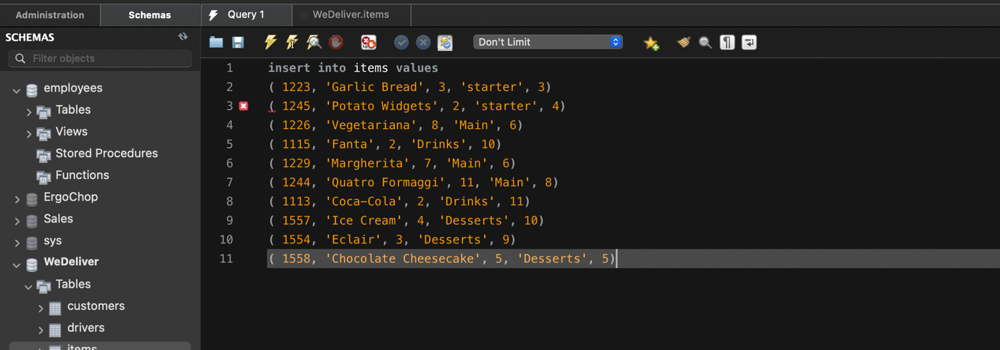 Administration
Schemas
Query 1
WeDeliver.items
SCHEMAS
Filter objects
employees
Tables
Views
Stored Procedures
Functions
ErgoChop
Sales
sys
WeDeliver
Tables
customers
drivers
items
Don't Limit
1 insert into items values
2 ( 1223, 'Garlic Bread', 3, 'starter', 3)
3 ( 1245, 'Potato Widgets', 2, 'starter', 4)
4 ( 1226, 'Vegetariana', 8, 'Main', 6)
5 ( 1115, 'Fanta', 2, 'Drinks', 10)
6 ( 1229, 'Margherita', 7, 'Main', 6)
7 ( 1244, 'Quatro Formaggi', 11, 'Main', 8)
8 ( 1113, 'Coca-Cola', 2, 'Drinks', 11)
9 ( 1557, 'Ice Cream', 4, 'Desserts', 10)
10 ( 1554, 'Eclair', 3, 'Desserts', 9)
11 ( 1558, 'Chocolate Cheesecake', 5, 'Desserts', 5)